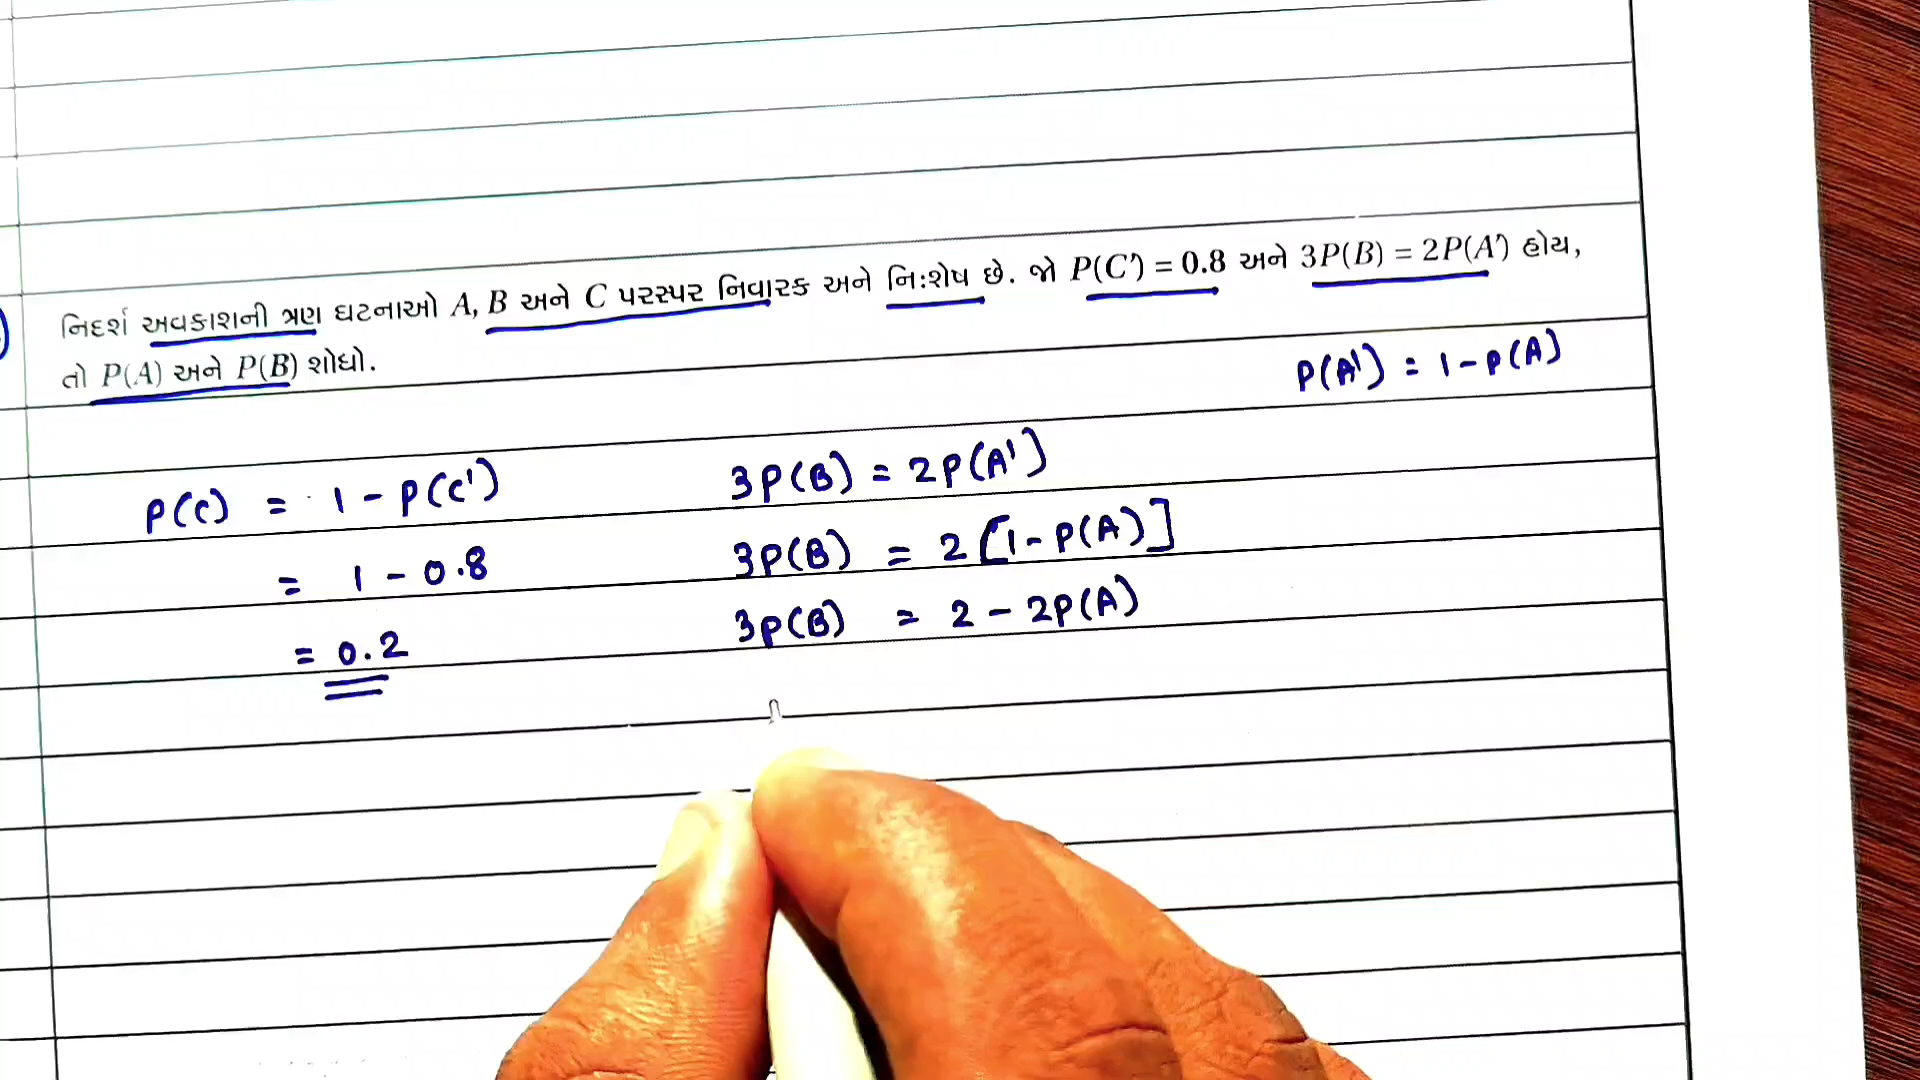 નિદર્શ અવકાશની ત્રણ ઘટનાઓ A, B અને C પરસ્પર નિવારક અને નિ:શેષ છે. જો P(C') = 0.8 અને 3P(B) = 2P(A') હોય,
તો P(A) અને P(B) શોધો.
P(A') = 1 - P(A)
P(C) = 1 - P(C')
= 1 - 0.8
= 0.2
3P(B) = 2P(A')
3P(B) = 2 [1 - P(A)]
3P(B) = 2 - 2P(A)